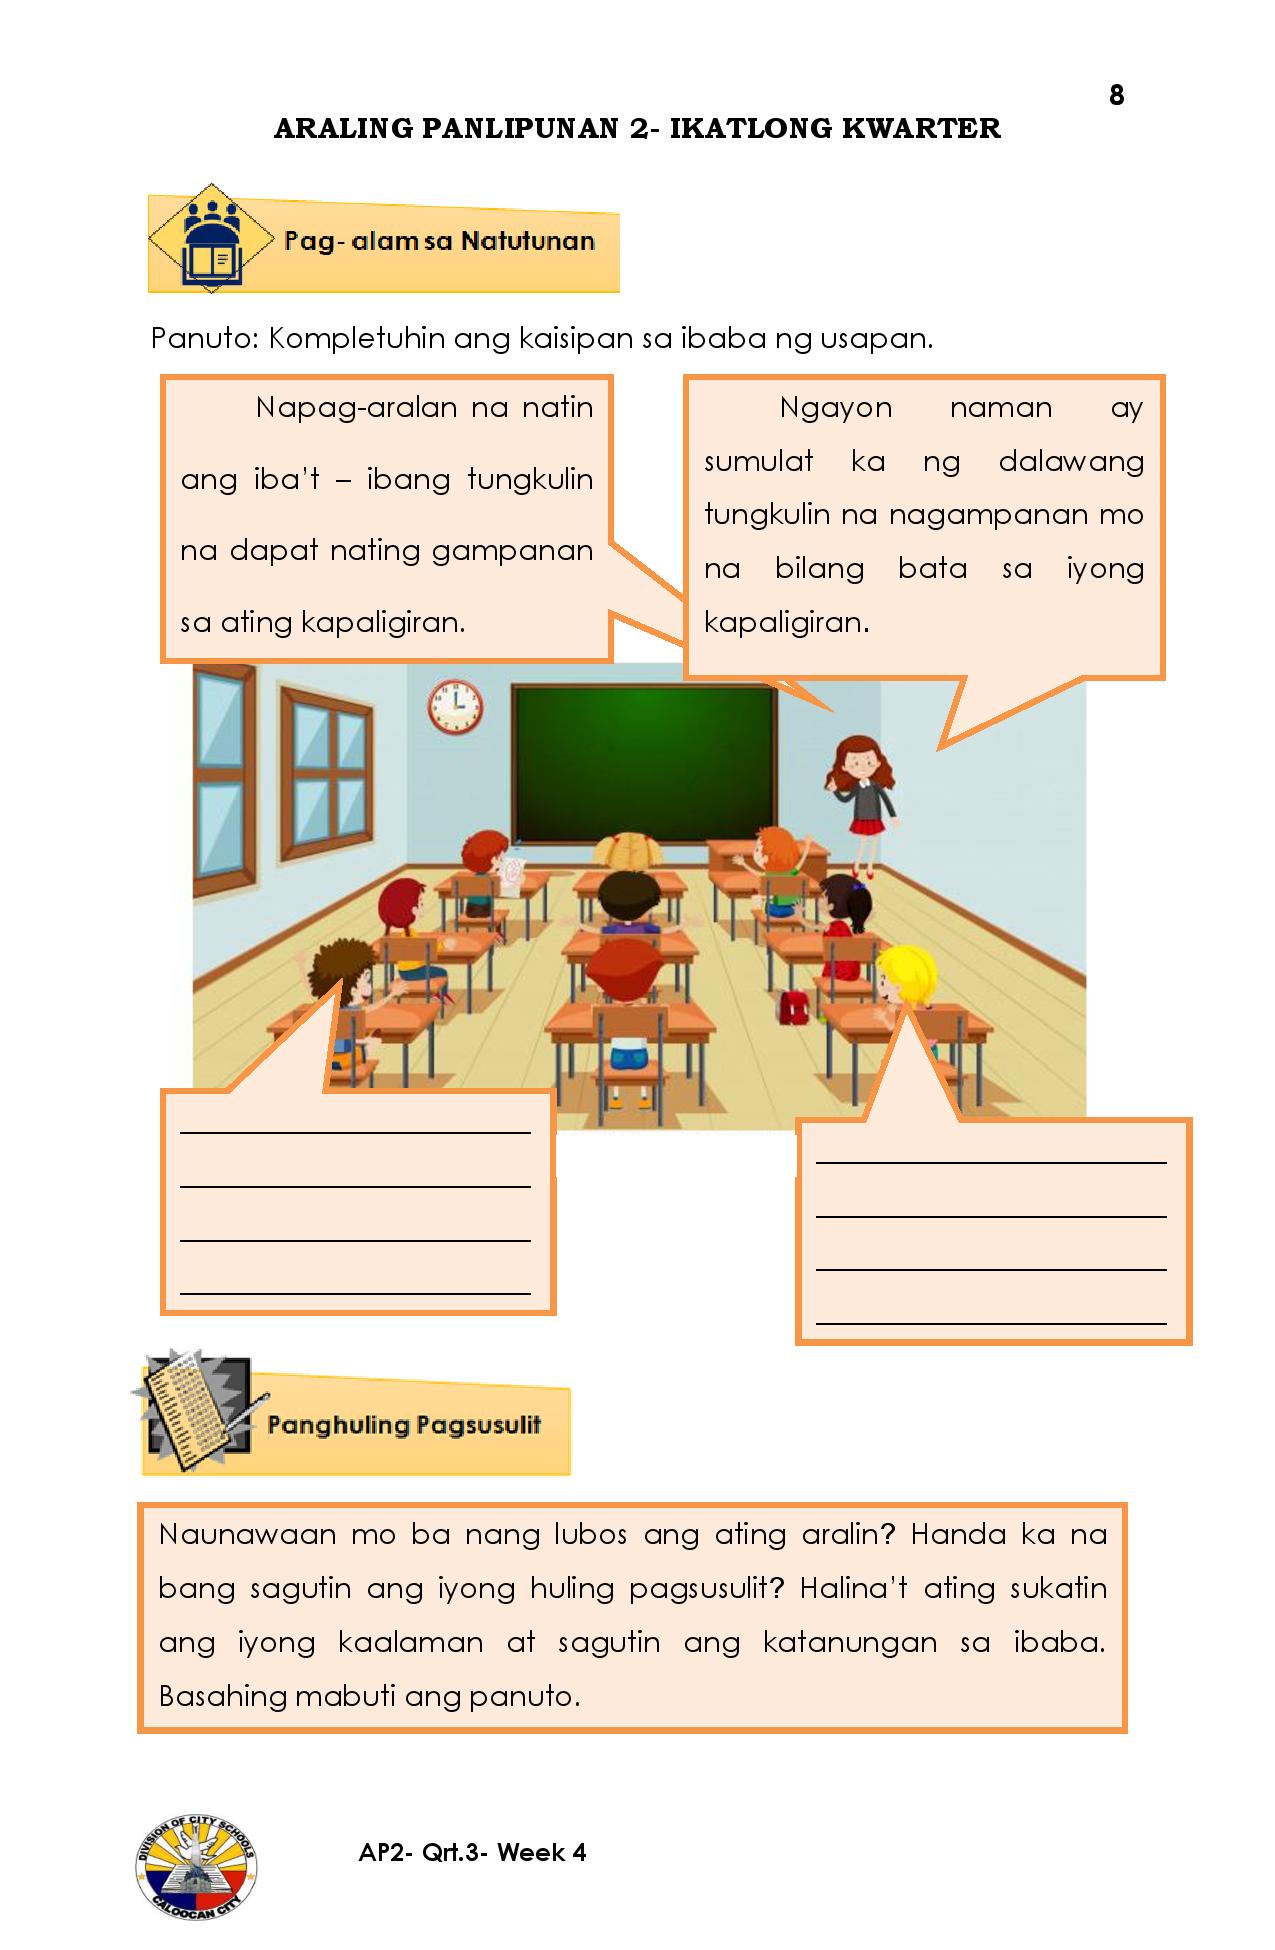 8
ARALING PANLIPUNAN 2- IKATLONG KWARTER
Pag- alam sa Natutunan
Panuto: Kompletuhin ang kaisipan sa ibaba ng usapan.
Napag-aralan na natin
ang iba't – ibang tungkulin
na dapat nating gampanan
sa ating kapaligiran.
Ngayon naman ay
sumulat ka ng dalawang
tungkulin na nagampanan mo
na bilang bata sa iyong
kapaligiran.
Panghuling Pagsusulit
Naunawaan mo ba nang lubos ang ating aralin? Handa ka na
bang sagutin ang iyong huling pagsusulit? Halina't ating sukatin
ang iyong kaalaman at sagutin ang katanungan sa ibaba.
Basahing mabuti ang panuto.
DIVISION OF CITY SCHOOLS
CALOOCAN CITY
AP2- Qrt.3- Week 4